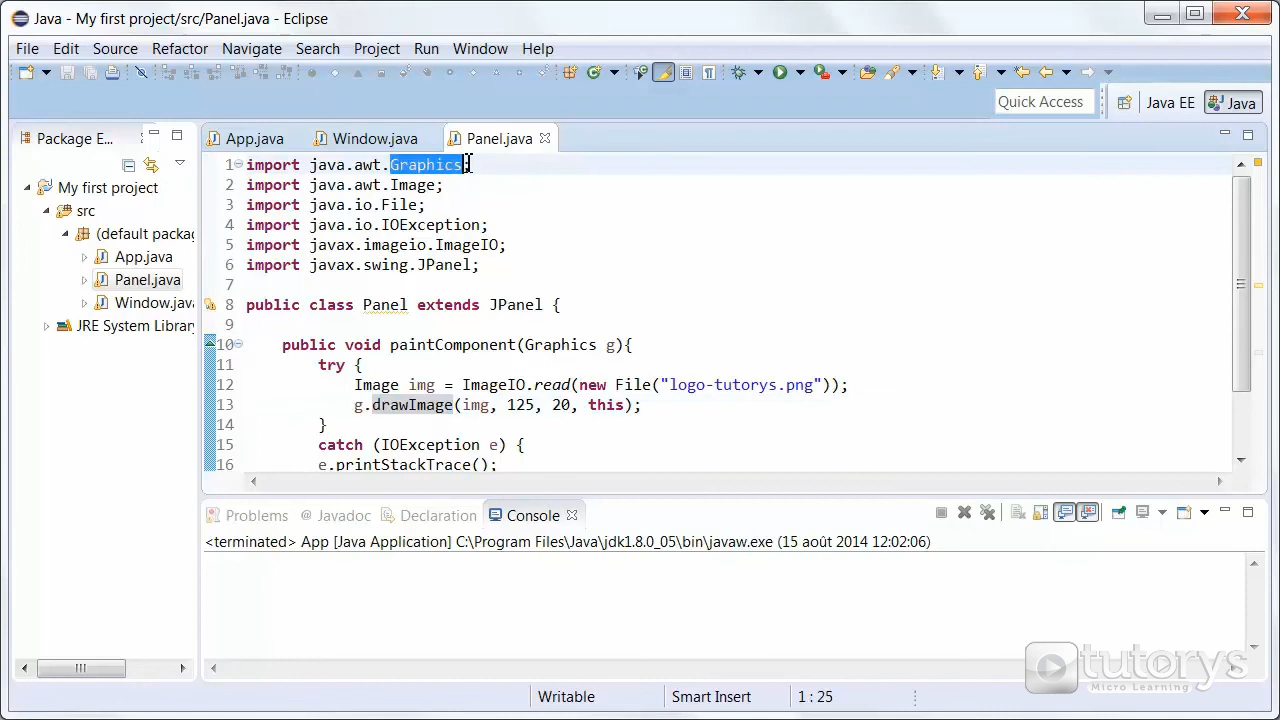 Java - My first project/src/Panel.java - Eclipse
File Edit Source Refactor Navigate Search Project Run Window Help
Quick Access Java EE Java
Package E... App.java Window.java Panel.java
My first project
src
(default packag
App.java
Panel.java
Window.java
JRE System Library
1 import java.awt.Graphics;
2 import java.awt.Image;
3 import java.io.File;
4 import java.io.IOException;
5 import javax.imageio.ImageIO;
6 import javax.swing.JPanel;
7
8 public class Panel extends JPanel {
9
10 public void paintComponent(Graphics g){
11 try {
12 Image img = ImageIO.read(new File("logo-tutorys.png"));
13 g.drawImage(img, 125, 20, this);
14 }
15 catch (IOException e) {
16 e.printStackTrace();
Problems @ Javadoc Declaration Console
<terminated> App [Java Application] C:\Program Files\Java\jdk1.8.0_05\bin\javaw.exe (15 août 2014 12:02:06)
tutorys
Micro Learning
Writable Smart Insert 1 : 25